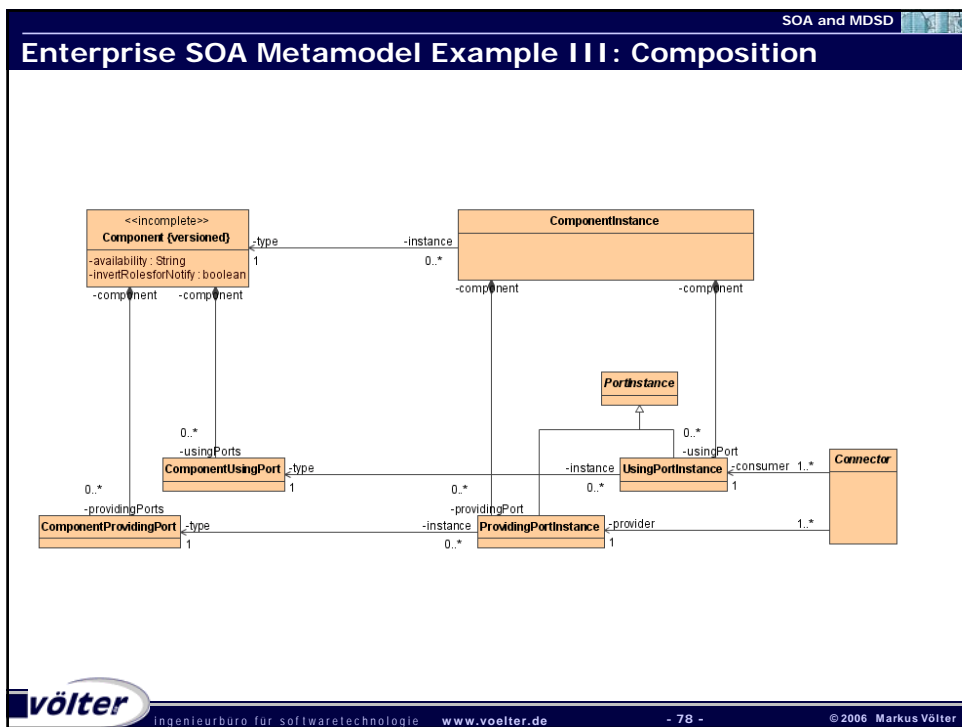 SOA and MDSD
Enterprise SOA Metamodel Example III: Composition
<<incomplete>>
Component {versioned}
-availability : String
-invertRolesforNotify : boolean
-type
1
-instance
0..*
ComponentInstance
-component
-component
-component
-component
PortInstance
0..*
-usingPorts
ComponentUsingPort
-type
1
-instance
0..*
0..*
-usingPort
UsingPortInstance
-consumer
1
1..*
Connector
0..*
-providingPorts
ComponentProvidingPort
-type
1
-instance
0..*
0..*
-providingPort
ProvidingPortInstance
-provider
1
1..*
völter
ingenieurbüro für softwaretechnologie www.voelter.de - 78 - © 2006 Markus Völter